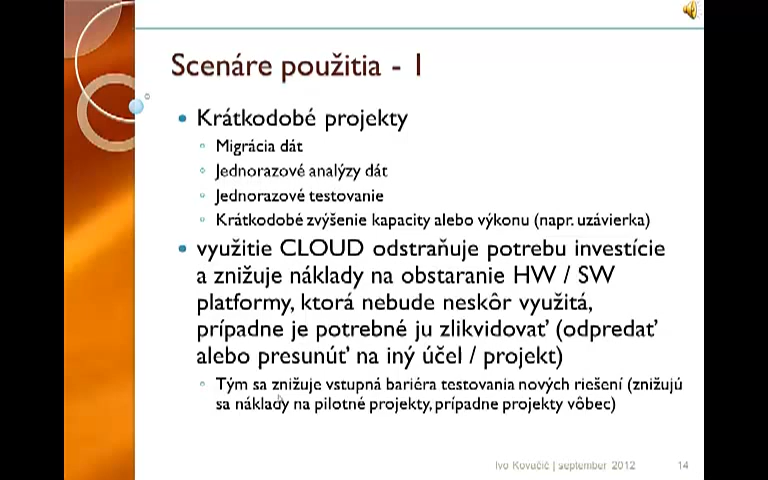 Scenáre použitia - 1
Krátkodobé projekty
Migrácia dát
Jednorazové analýzy dát
Jednorazové testovanie
Krátkodobé zvýšenie kapacity alebo výkonu (napr. uzávierka)
využitie CLOUD odstraňuje potrebu investície
a znižuje náklady na obstaranie HW / SW
platformy, ktorá nebude neskôr využitá,
prípadne je potrebné ju zlikvidovať (odpredať
alebo presunúť na iný účel / projekt)
Tým sa znižuje vstupná bariéra testovania nových riešení (znižujú
sa náklady na pilotné projekty, prípadne projekty vôbec)
Ivo Kovačič | september 2012 14